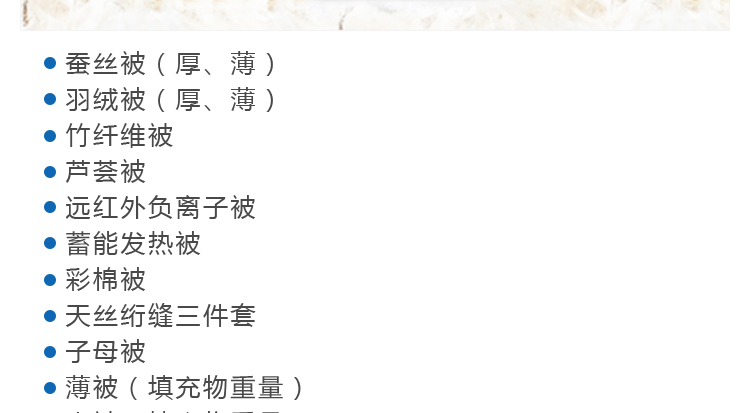 蚕丝被（厚、薄）
羽绒被（厚、薄）
竹纤维被
芦荟被
远红外负离子被
蓄能发热被
彩棉被
天丝绗缝三件套
子母被
薄被（填充物重量）